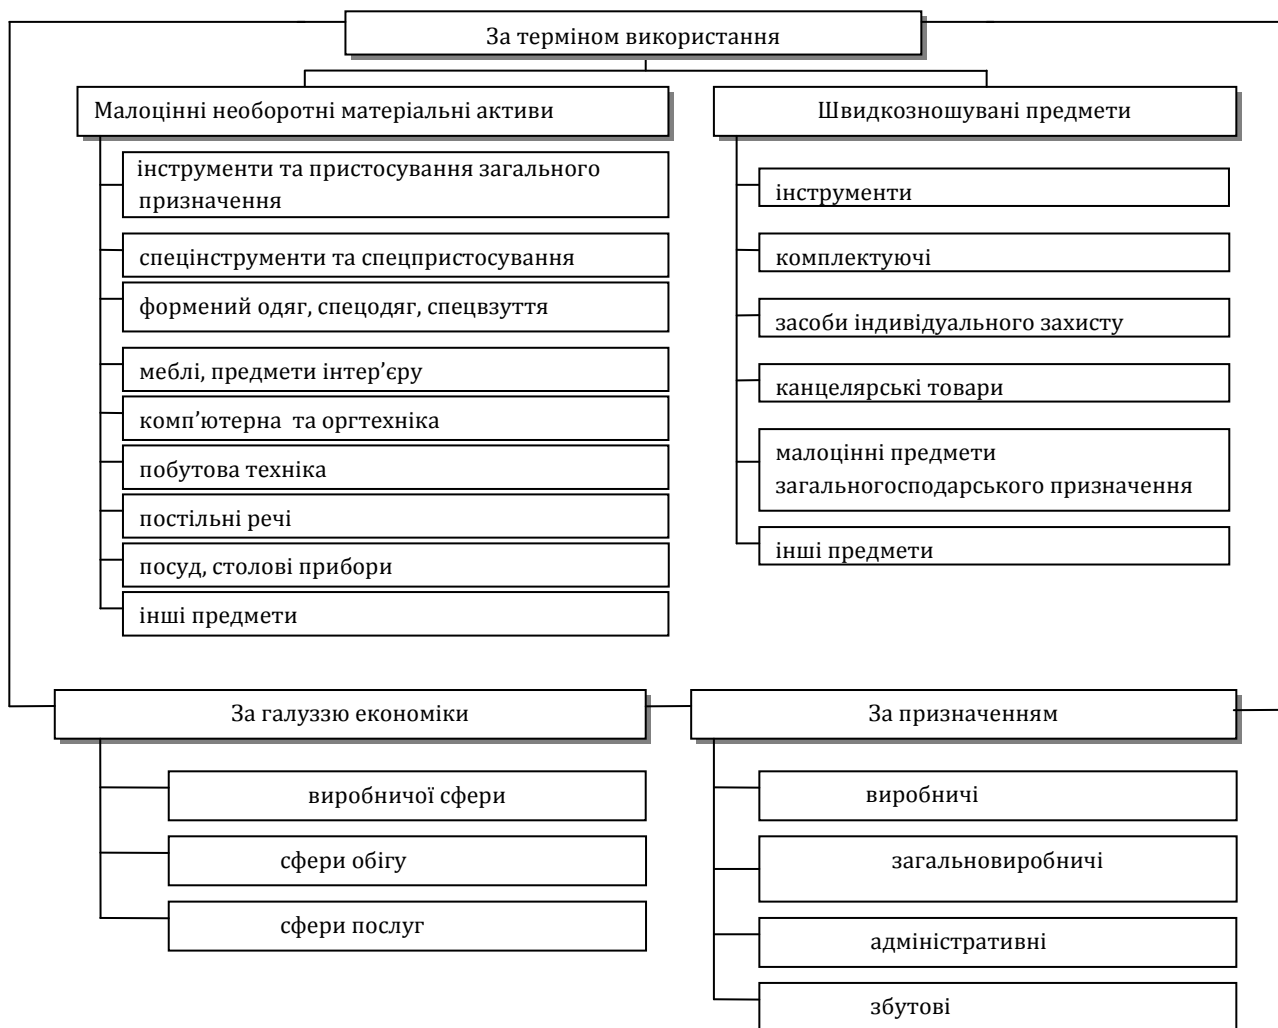 За терміном використання
Малоцінні необоротні матеріальні активи
інструменти та пристосування загального
призначення
спецінструменти та спецпристосування
формений одяг, спецодяг, спецвзуття
меблі, предмети інтер’єру
комп’ютерна та оргтехніка
побутова техніка
постільні речі
посуд, столові прибори
інші предмети
Швидкозношувані предмети
інструменти
комплектуючі
засоби індивідуального захисту
канцелярські товари
малоцінні предмети
загальногосподарського призначення
інші предмети
За галуззю економіки
виробничої сфери
сфери обігу
сфери послуг
За призначенням
виробничі
загальновиробничі
адміністративні
збутові